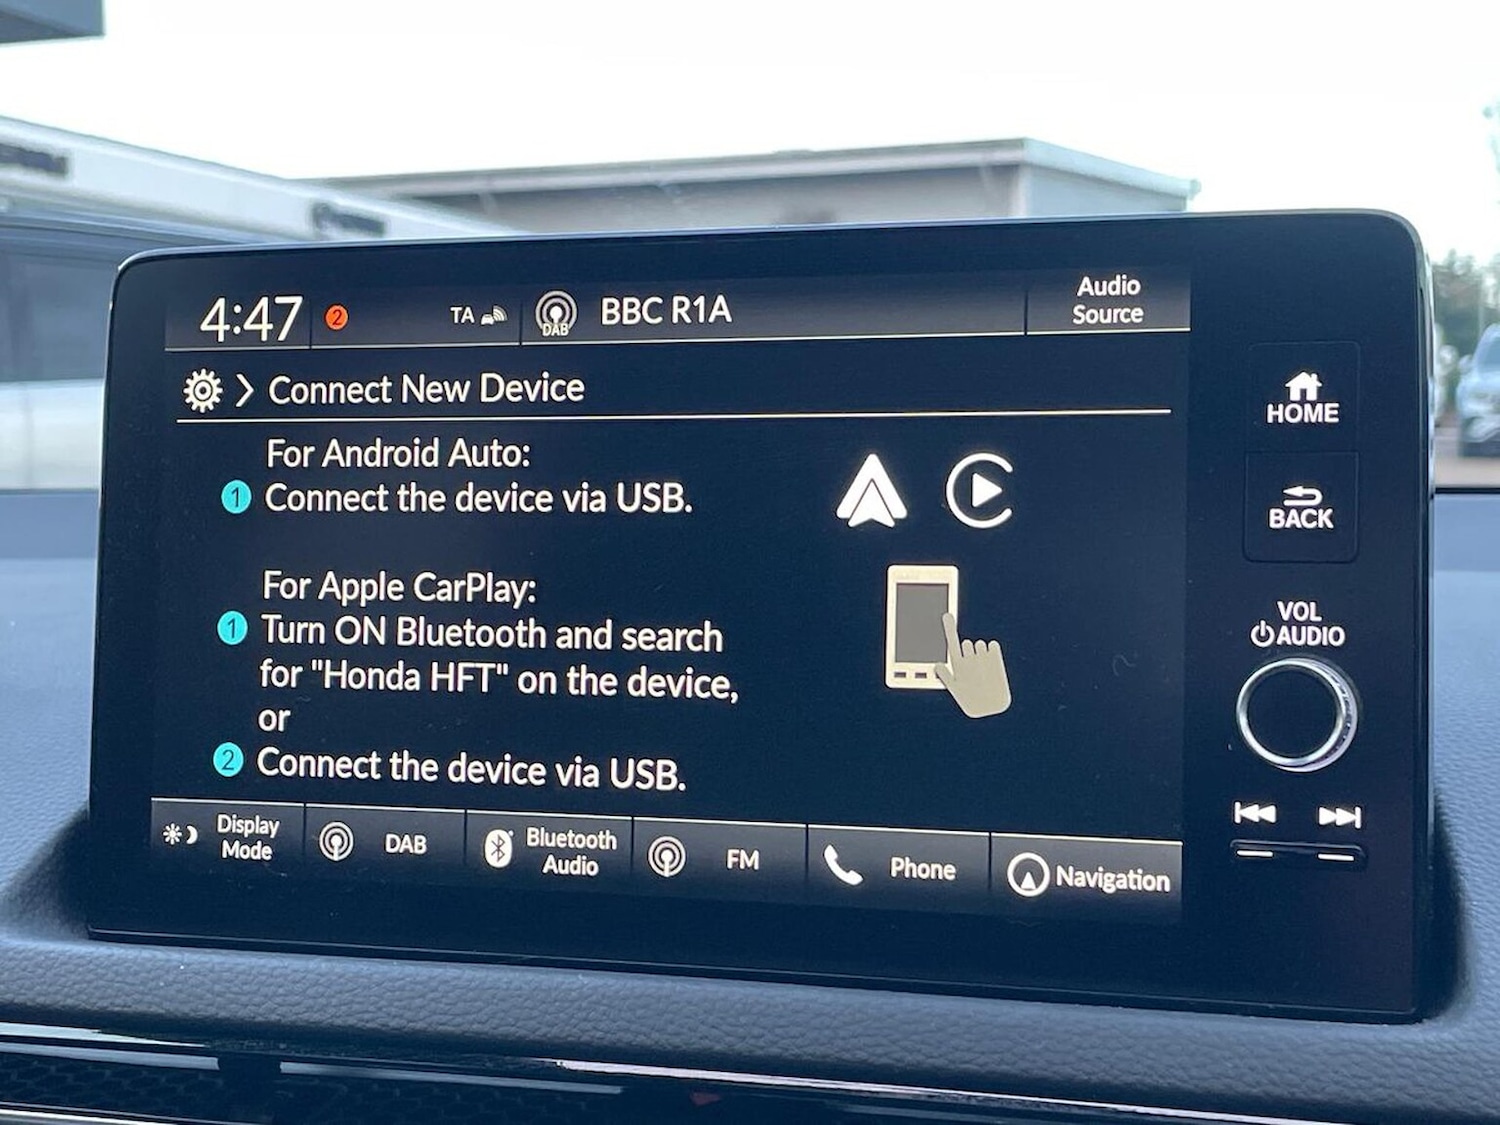 4:47 2 TA DAB BBC R1A Audio Source
Connect New Device
For Android Auto:
1 Connect the device via USB.
For Apple CarPlay:
1 Turn ON Bluetooth and search
for "Honda HFT" on the device,
or
2 Connect the device via USB.
Display Mode DAB Bluetooth Audio FM Phone Navigation
HOME
BACK
VOL
AUDIO